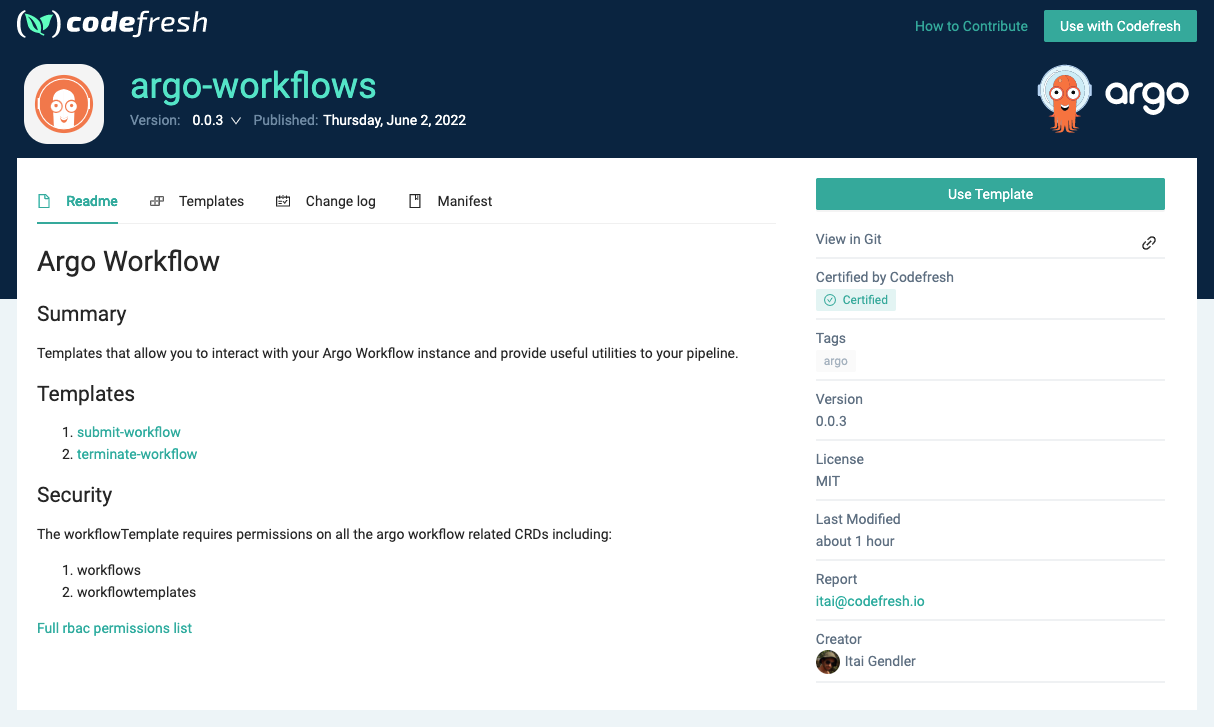 codefresh
How to Contribute
Use with Codefresh
argo-workflows
Version: 0.0.3 Published: Thursday, June 2, 2022
argo
Readme Templates Change log Manifest
Argo Workflow
Summary
Templates that allow you to interact with your Argo Workflow instance and provide useful utilities to your pipeline.
Templates
1. submit-workflow
2. terminate-workflow
Security
The workflowTemplate requires permissions on all the argo workflow related CRDs including:
1. workflows
2. workflowtemplates
Full rbac permissions list
Use Template
View in Git
Certified by Codefresh
Certified
Tags
argo
Version
0.0.3
License
MIT
Last Modified
about 1 hour
Report
itai@codefresh.io
Creator
Itai Gendler